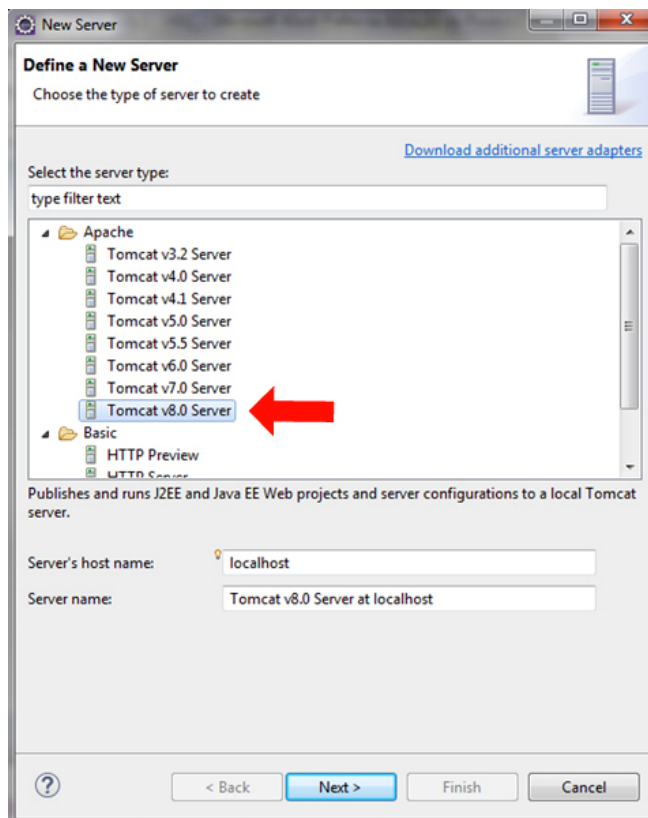 New Server
Define a New Server
Choose the type of server to create
Download additional server adapters
Select the server type:
type filter text
Apache
Tomcat v3.2 Server
Tomcat v4.0 Server
Tomcat v4.1 Server
Tomcat v5.0 Server
Tomcat v5.5 Server
Tomcat v6.0 Server
Tomcat v7.0 Server
Tomcat v8.0 Server
Basic
HTTP Preview
HTTP Server
Publishes and runs J2EE and Java EE Web projects and server configurations to a local Tomcat
server.
Server's host name: localhost
Server name: Tomcat v8.0 Server at localhost
< Back Next > Finish Cancel